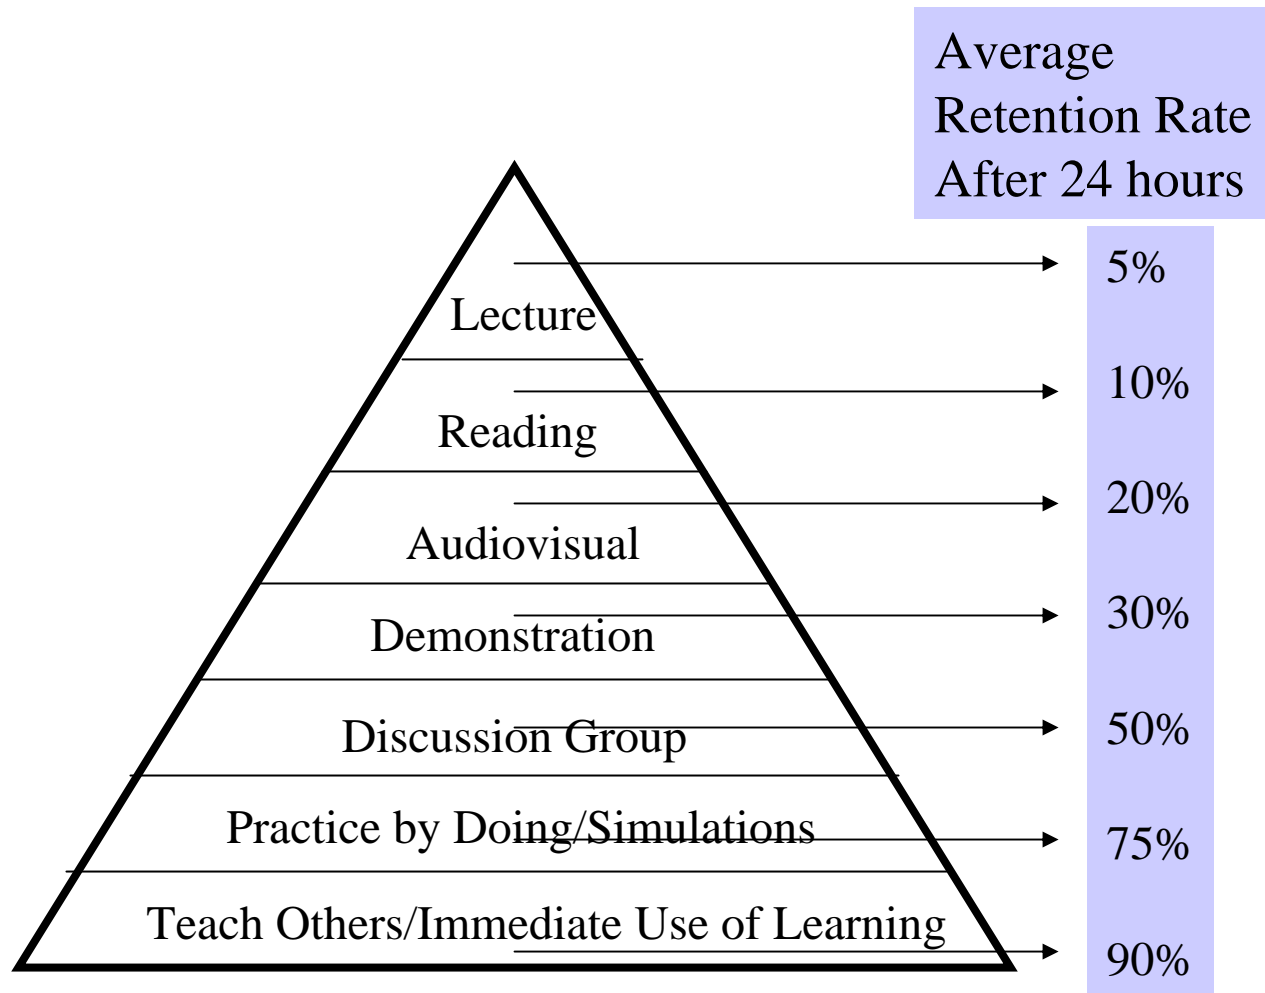 Average
Retention Rate
After 24 hours
5%
Lecture
10%
Reading
20%
Audiovisual
30%
Demonstration
50%
Discussion Group
75%
Practice by Doing/Simulations
90%
Teach Others/Immediate Use of Learning